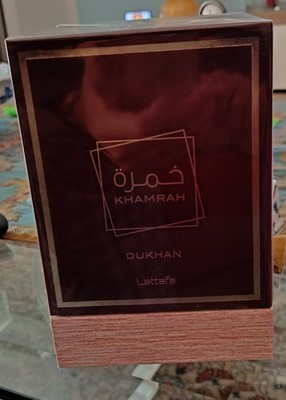 خمرة
KHAMRAH
DUKHAN
Lattafa